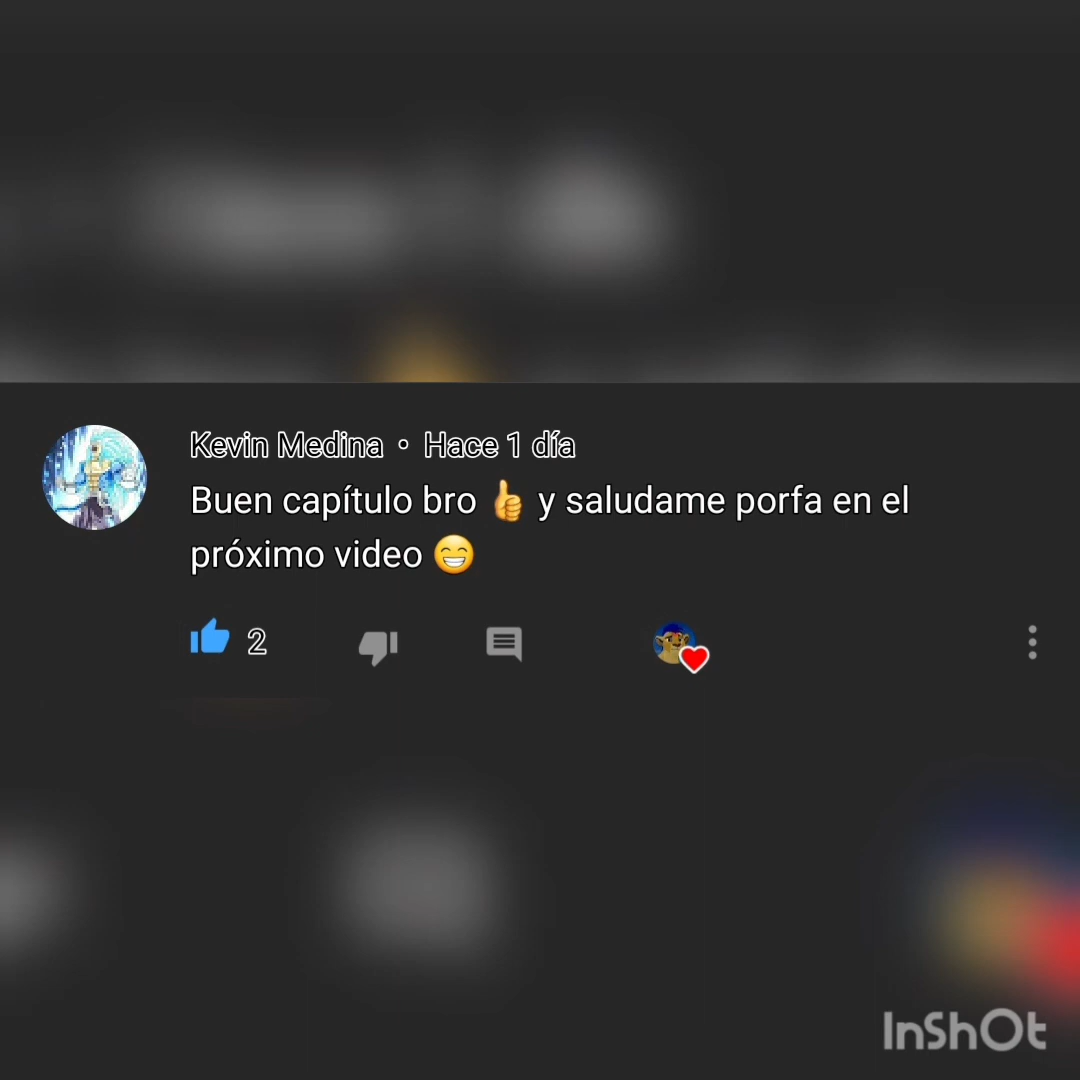 Kevin Medina • Hace 1 día
Buen capítulo bro 👍 y saludame porfa en el
próximo video 😁
2
InShOt